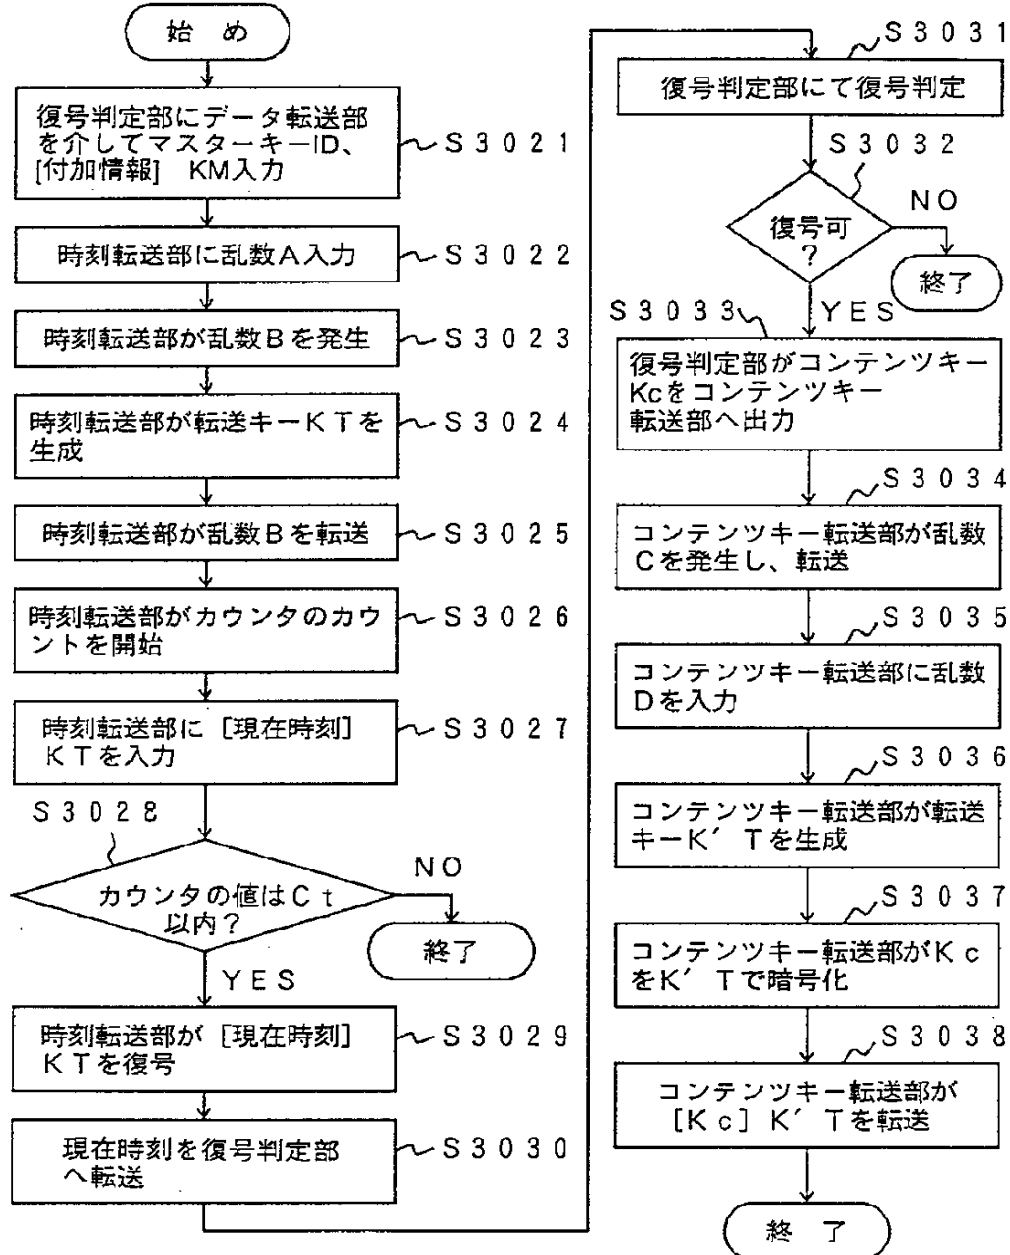 始 め
復号判定部にデータ転送部
を介してマスターキーID、
[付加情報] KM入力
S3021
時刻転送部に乱数A入力
S3022
時刻転送部が乱数Bを発生
S3023
時刻転送部が転送キーKTを
生成
S3024
時刻転送部が乱数Bを転送
S3025
時刻転送部がカウンタのカウ
ントを開始
S3026
時刻転送部に [現在時刻]
KTを入力
S3027
S3028
カウンタの値はCt
以内?
NO
終了
YES
時刻転送部が [現在時刻]
KTを復号
S3029
現在時刻を復号判定部
へ転送
S3030
S3031
復号判定部にて復号判定
S3032
復号可
?
NO
終了
YES
S3033
復号判定部がコンテンツキー
Kcをコンテンツキー
転送部へ出力
S3034
コンテンツキー転送部が乱数
Cを発生し、転送
S3035
コンテンツキー転送部に乱数
Dを入力
S3036
コンテンツキー転送部が転送
キーK′Tを生成
S3037
コンテンツキー転送部がKc
をK′Tで暗号化
S3038
コンテンツキー転送部が
[Kc] K′Tを転送
終 了